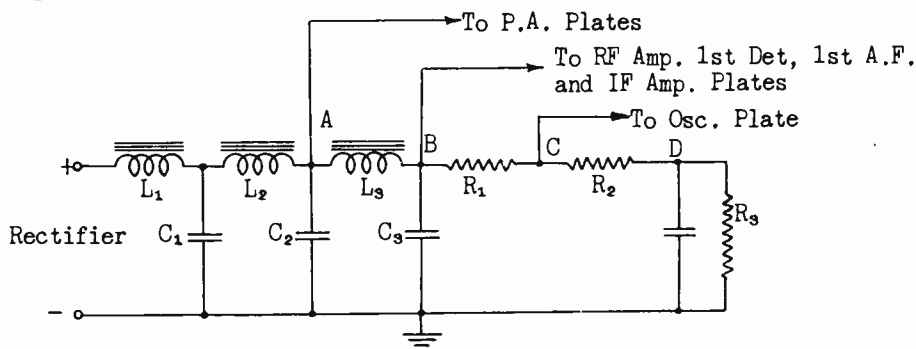 To P.A. Plates
To RF Amp. 1st Det, 1st A.F.
and IF Amp. Plates
To Osc. Plate
A
B
C
D
+
L₁
L₂
L₃
R₁
R₂
R₃
Rectifier
C₁
C₂
C₃
-